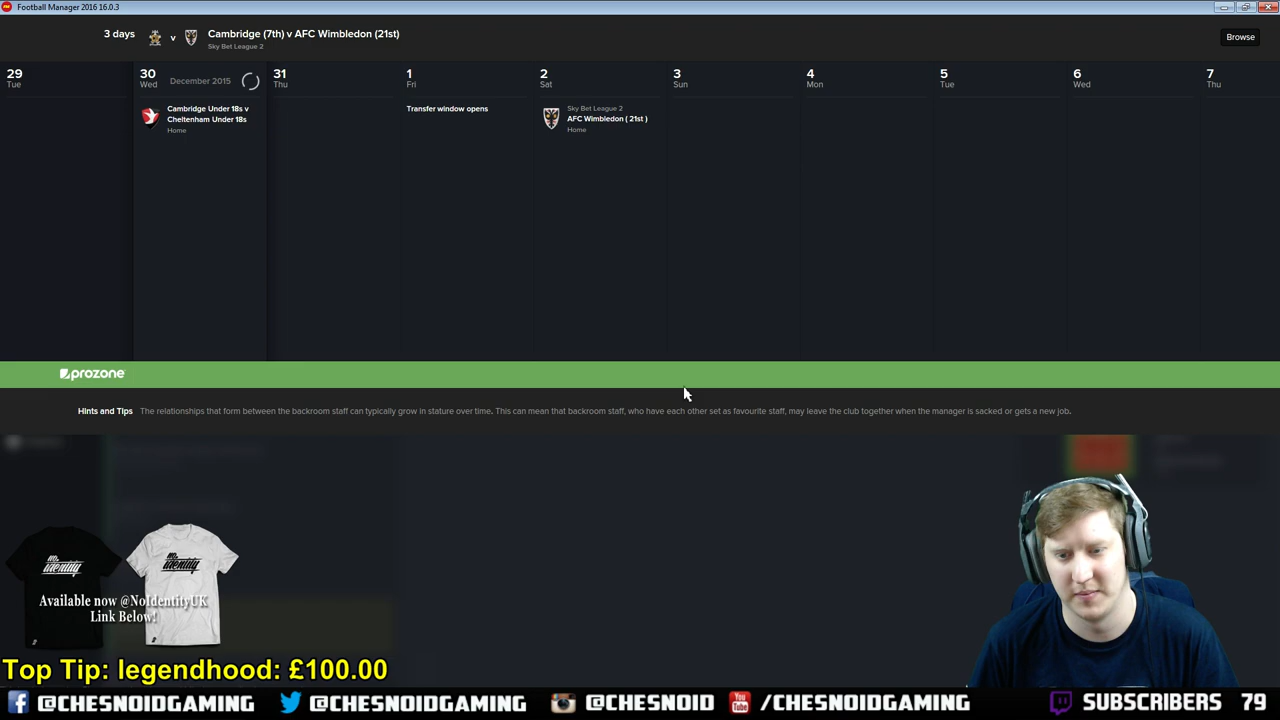 Football Manager 2016 16.0.3
3 days
v
Cambridge (7th) v AFC Wimbledon (21st)
Sky Bet League 2
Browse
29
Tue
30
Wed
December 2015
31
Thu
1
Fri
2
Sat
3
Sun
4
Mon
5
Tue
6
Wed
7
Thu
Cambridge Under 18s v
Cheltenham Under 18s
Home
Transfer window opens
Sky Bet League 2
AFC Wimbledon ( 21st )
Home
prozone
Hints and Tips The relationships that form between the backroom staff can typically grow in stature over time. This can mean that backroom staff, who have each other set as favourite staff, may leave the club together when the manager is sacked or gets a new job.
No.
identity
No.
identity
Available now @NoIdentityUK
Link Below!
Top Tip: legendhood: £100.00
@CHESNOIDGAMING
@CHESNOIDGAMING
@CHESNOID
You
Tube
/CHESNOIDGAMING
SUBSCRIBERS 79